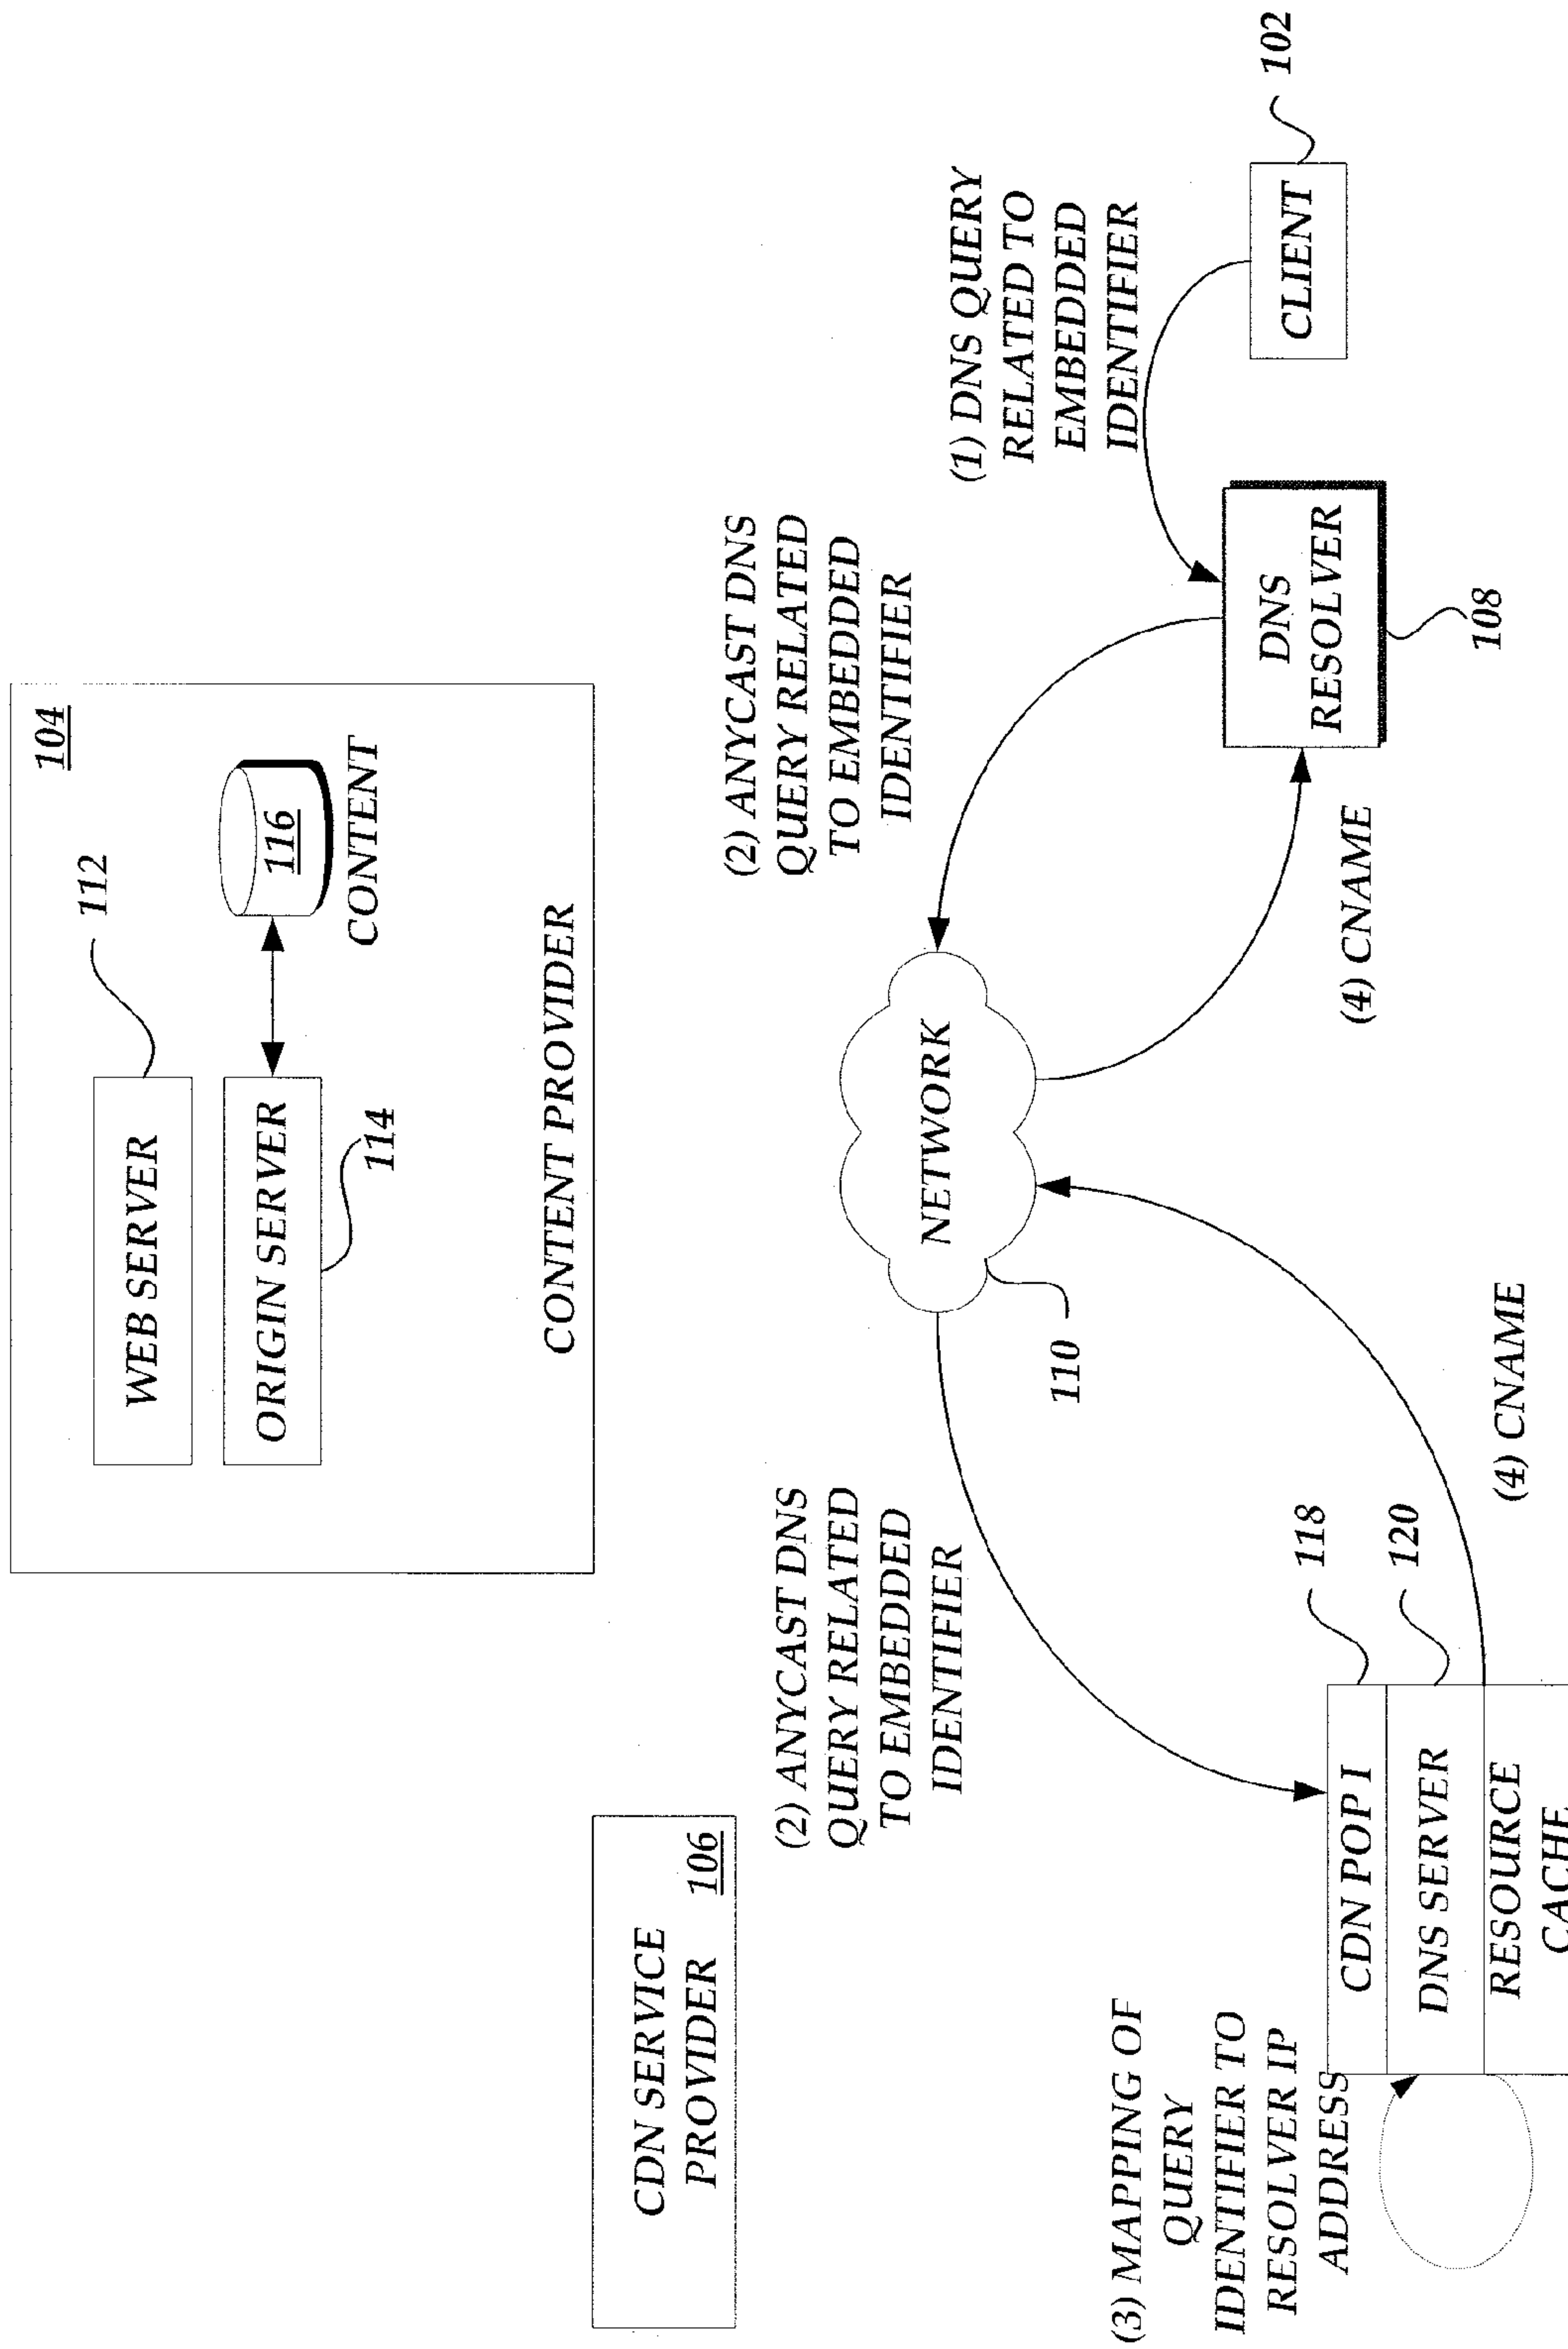 104
WEB SERVER
112
ORIGIN SERVER
116
114
CONTENT
CONTENT PROVIDER
CDN SERVICE
PROVIDER
106
(2) ANYCAST DNS
QUERY RELATED
TO EMBEDDED
IDENTIFIER
(2) ANYCAST DNS
QUERY RELATED
TO EMBEDDED
IDENTIFIER
(1) DNS QUERY
RELATED TO
EMBEDDED
IDENTIFIER
NETWORK
110
(3) MAPPING OF
QUERY
IDENTIFIER TO
RESOLVER IP
ADDRESS
118
CDN POP I
120
DNS SERVER
RESOURCE
CACHE
(4) CNAME
(4) CNAME
DNS
RESOLVER
108
CLIENT
102